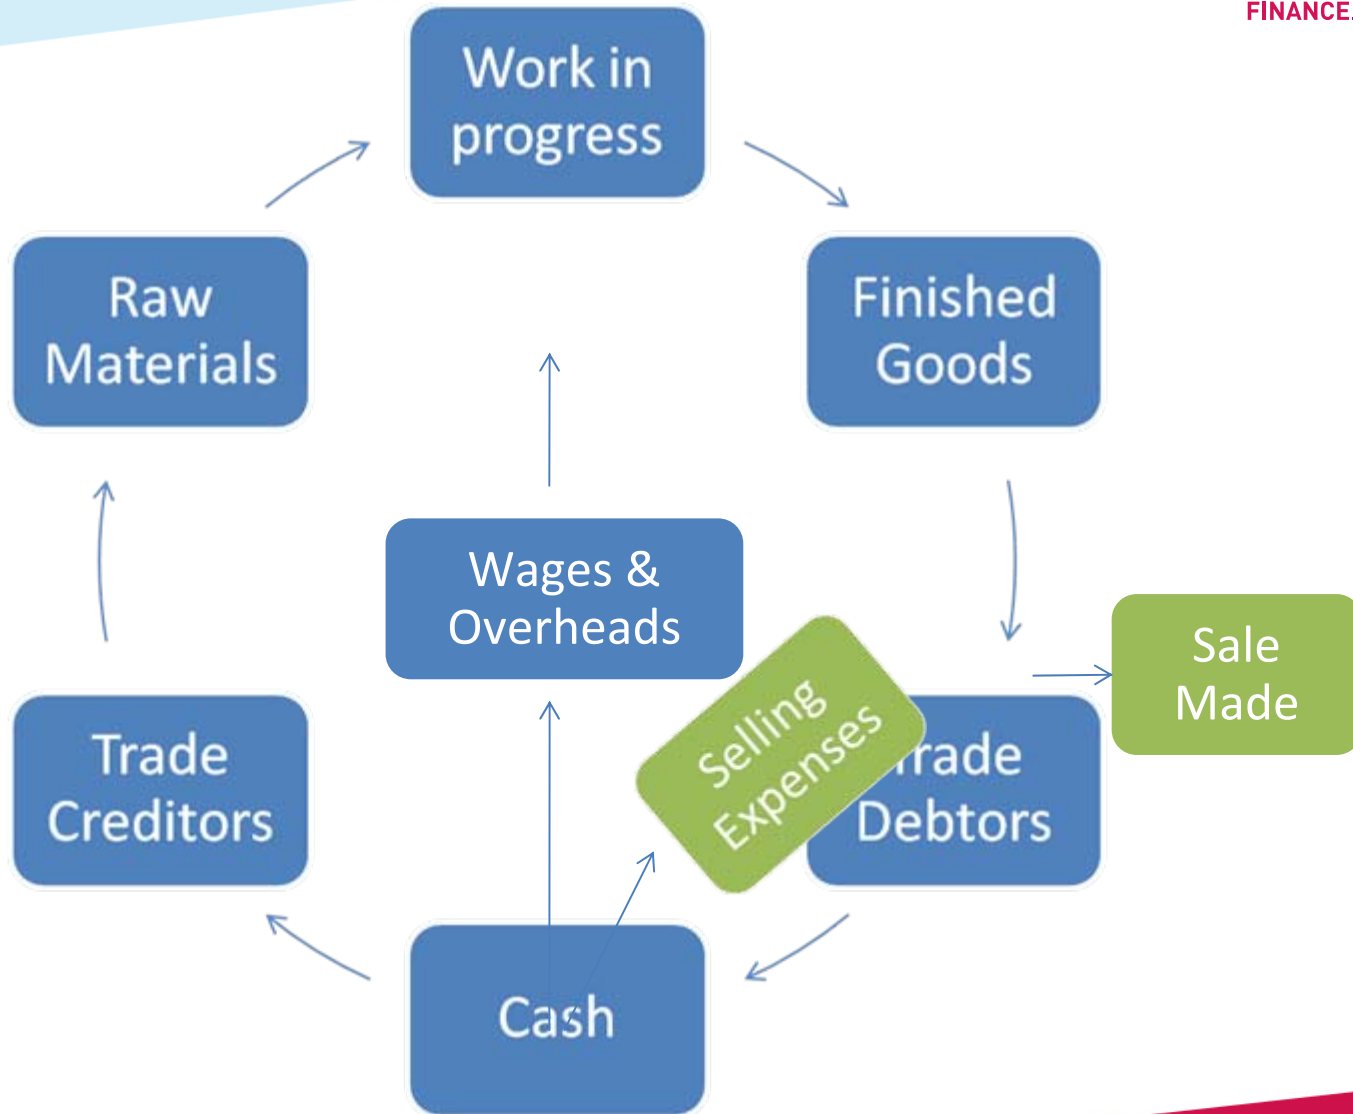 FINANCE.
Work in
progress
Raw
Materials
Finished
Goods
Wages &
Overheads
Sale
Made
Selling
Expenses
Trade
Creditors
rade
Debtors
Cash